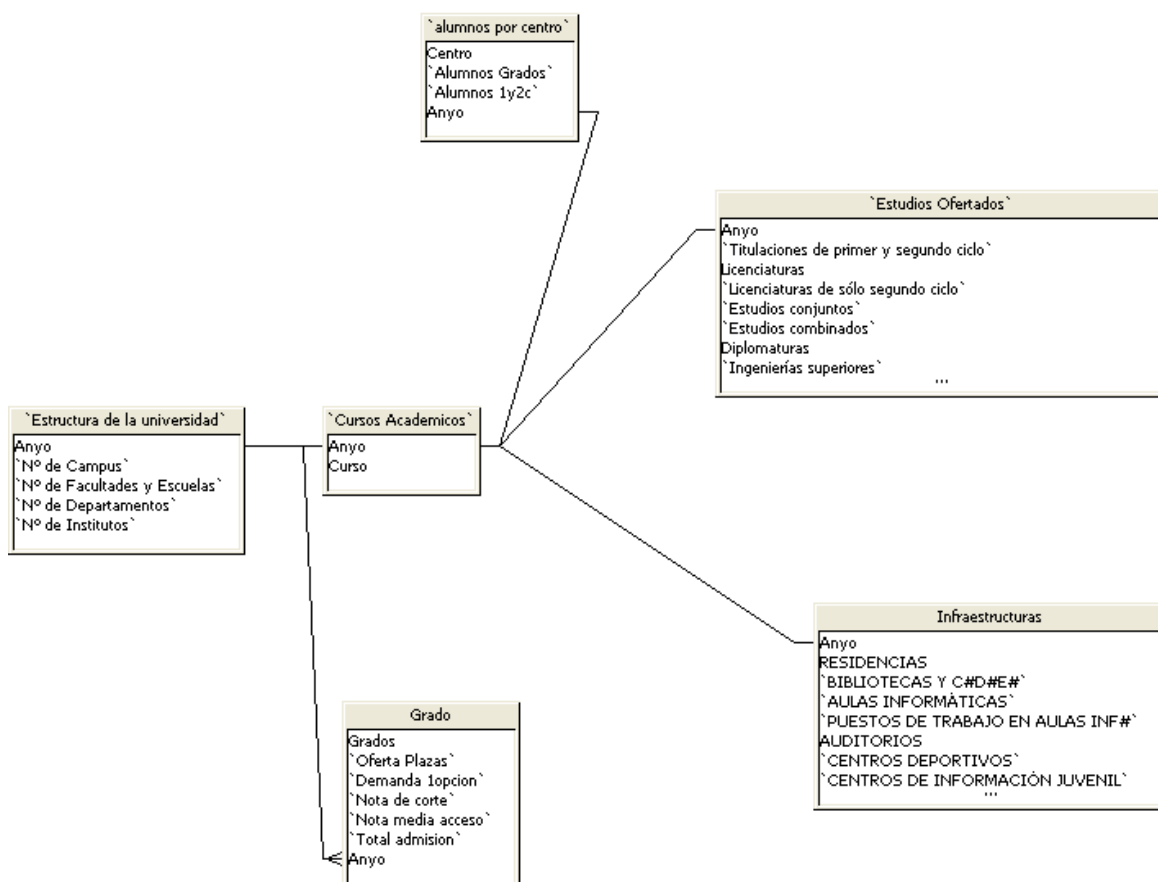 `alumnos por centro`
Centro
`Alumnos Grados`
`Alumnos 1y2c`
Anyo
`Estudios Ofertados`
Anyo
`Titulaciones de primer y segundo ciclo`
Licenciaturas
`Licenciaturas de sólo segundo ciclo`
`Estudios conjuntos`
`Estudios combinados`
Diplomaturas
`Ingenierías superiores`
...
`Estructura de la universidad`
Anyo
`Nº de Campus`
`Nº de Facultades y Escuelas`
`Nº de Departamentos`
`Nº de Institutos`
`Cursos Academicos`
Anyo
Curso
Infraestructuras
Anyo
RESIDENCIAS
`BIBLIOTECAS Y C#D#E#`
`AULAS INFORMÁTICAS`
`PUESTOS DE TRABAJO EN AULAS INF#`
AUDITORIOS
`CENTROS DEPORTIVOS`
`CENTROS DE INFORMACIÓN JUVENIL`
...
Grado
Grados
`Oferta Plazas`
`Demanda 1opcion`
`Nota de corte`
`Nota media acceso`
`Total admision`
Anyo